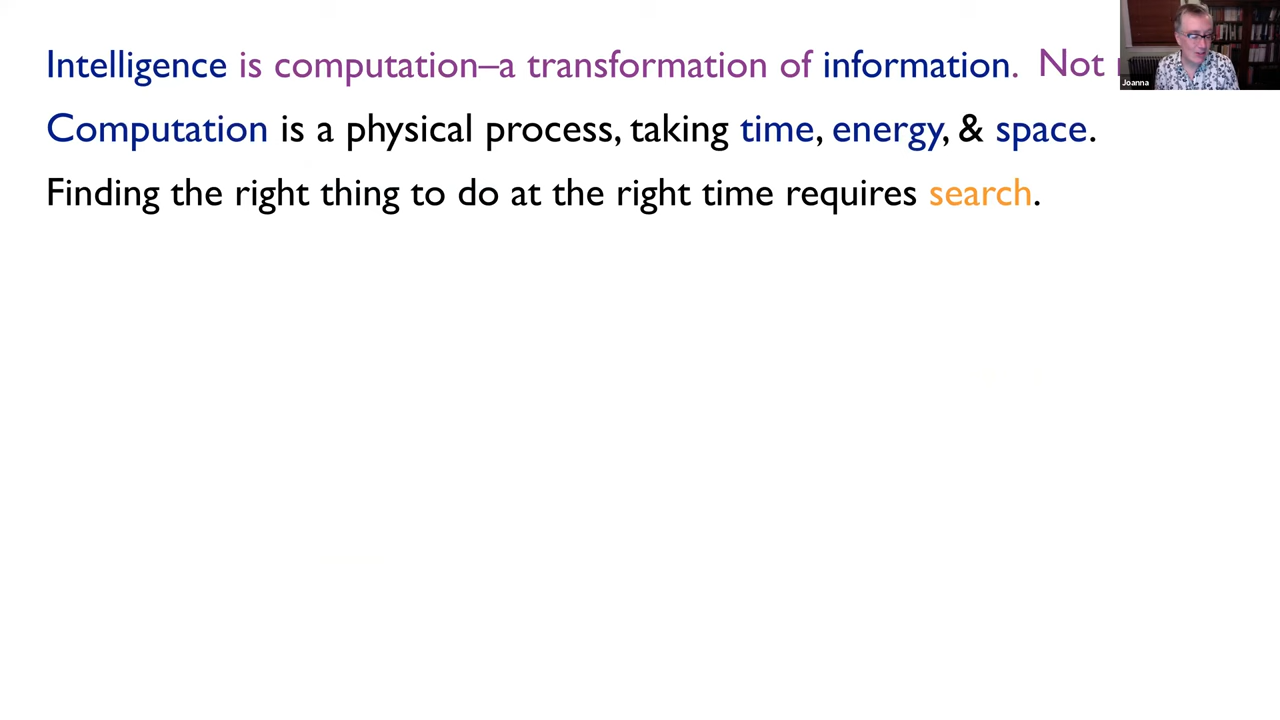 Intelligence is computation–a transformation of information. Not
Computation is a physical process, taking time, energy, & space.
Finding the right thing to do at the right time requires search.
Joanna